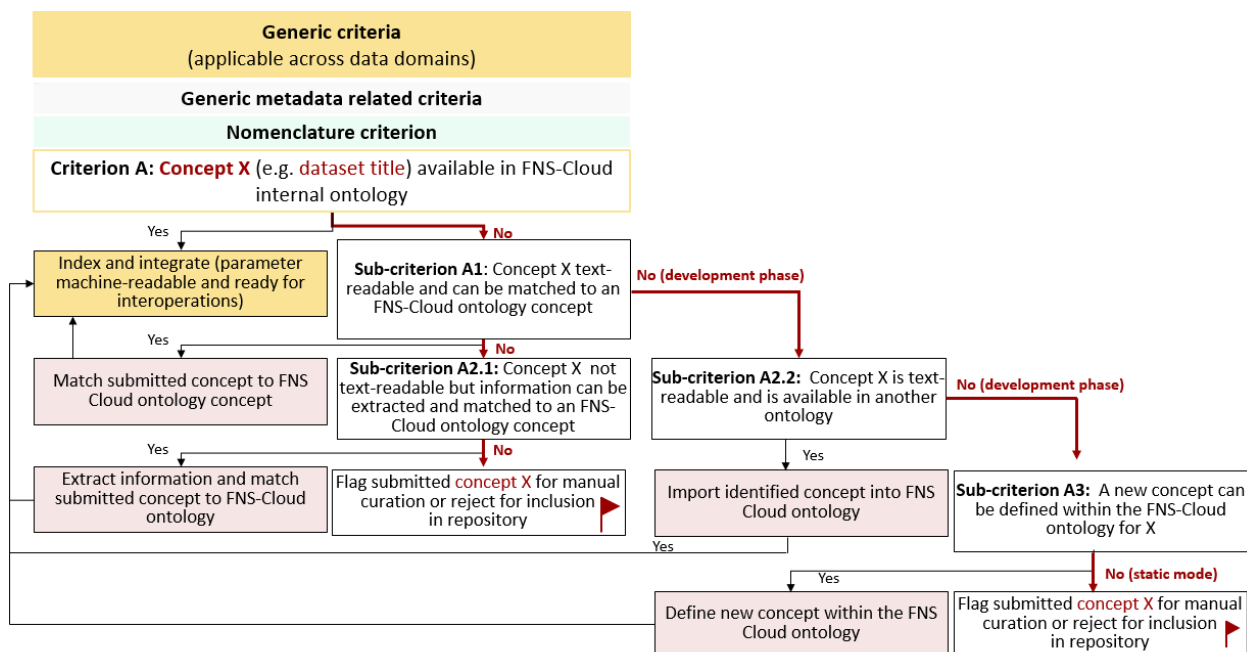 Generic criteria
(applicable across data domains)
Generic metadata related criteria
Nomenclature criterion
Criterion A: Concept X (e.g. dataset title) available in FNS-Cloud
internal ontology
Yes
No
Index and integrate (parameter
machine-readable and ready for
interoperations)
Sub-criterion A1: Concept X text-
readable and can be matched to an
FNS-Cloud ontology concept
No (development phase)
Yes
No
Match submitted concept to FNS
Cloud ontology concept
Sub-criterion A2.1: Concept X not
text-readable but information can be
extracted and matched to an FNS-
Cloud ontology concept
Sub-criterion A2.2: Concept X is text-
readable and is available in another
ontology
No (development phase)
Yes
No
Yes
Extract information and match
submitted concept to FNS-Cloud
ontology
Flag submitted concept X for manual
curation or reject for inclusion
in repository
Import identified concept into FNS
Cloud ontology
Sub-criterion A3: A new concept can
be defined within the FNS-Cloud
ontology for X
Yes
Yes
No (static mode)
Define new concept within the FNS
Cloud ontology
Flag submitted concept X for manual
curation or reject for inclusion
in repository